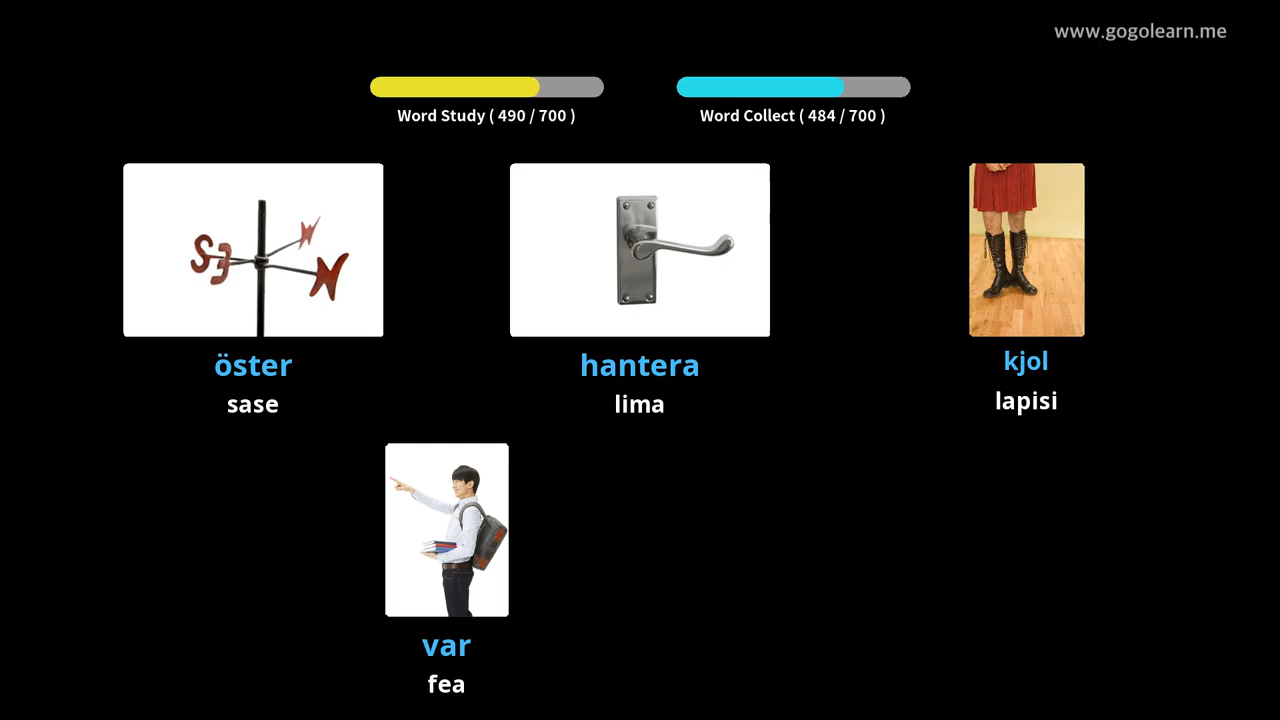 www.gogolearn.me
Word Study ( 490 / 700 )
Word Collect ( 484 / 700 )
S E N N
öster
sase
hantera
lima
kjol
lapisi
var
fea